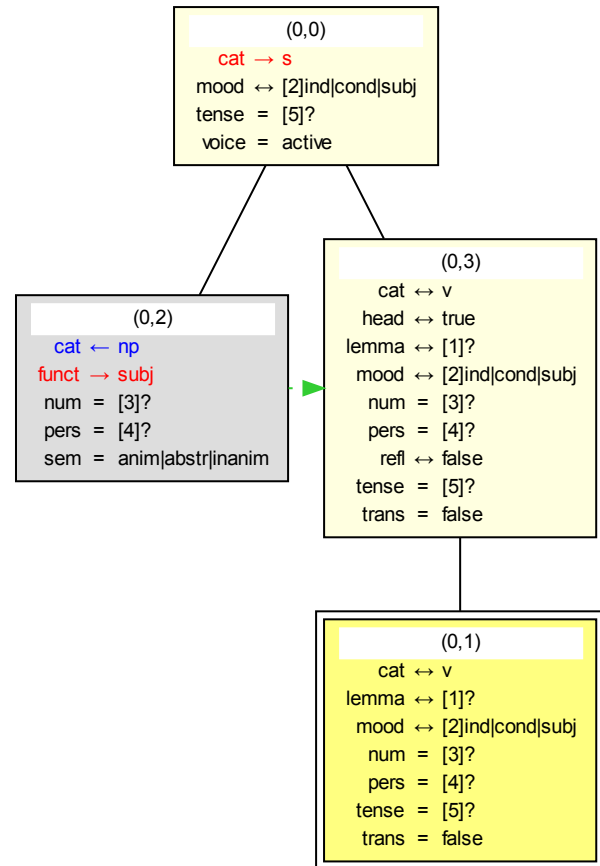 (0,0)
cat → s
mood ↔ [2]ind|cond|subj
tense = [5]?
voice = active
(0,2)
cat ← np
funct → subj
num = [3]?
pers = [4]?
sem = anim|abstr|inanim
(0,3)
cat ↔ v
head ↔ true
lemma ↔ [1]?
mood ↔ [2]ind|cond|subj
num = [3]?
pers = [4]?
refl ↔ false
tense = [5]?
trans = false
(0,1)
cat ↔ v
lemma ↔ [1]?
mood ↔ [2]ind|cond|subj
num = [3]?
pers = [4]?
tense = [5]?
trans = false